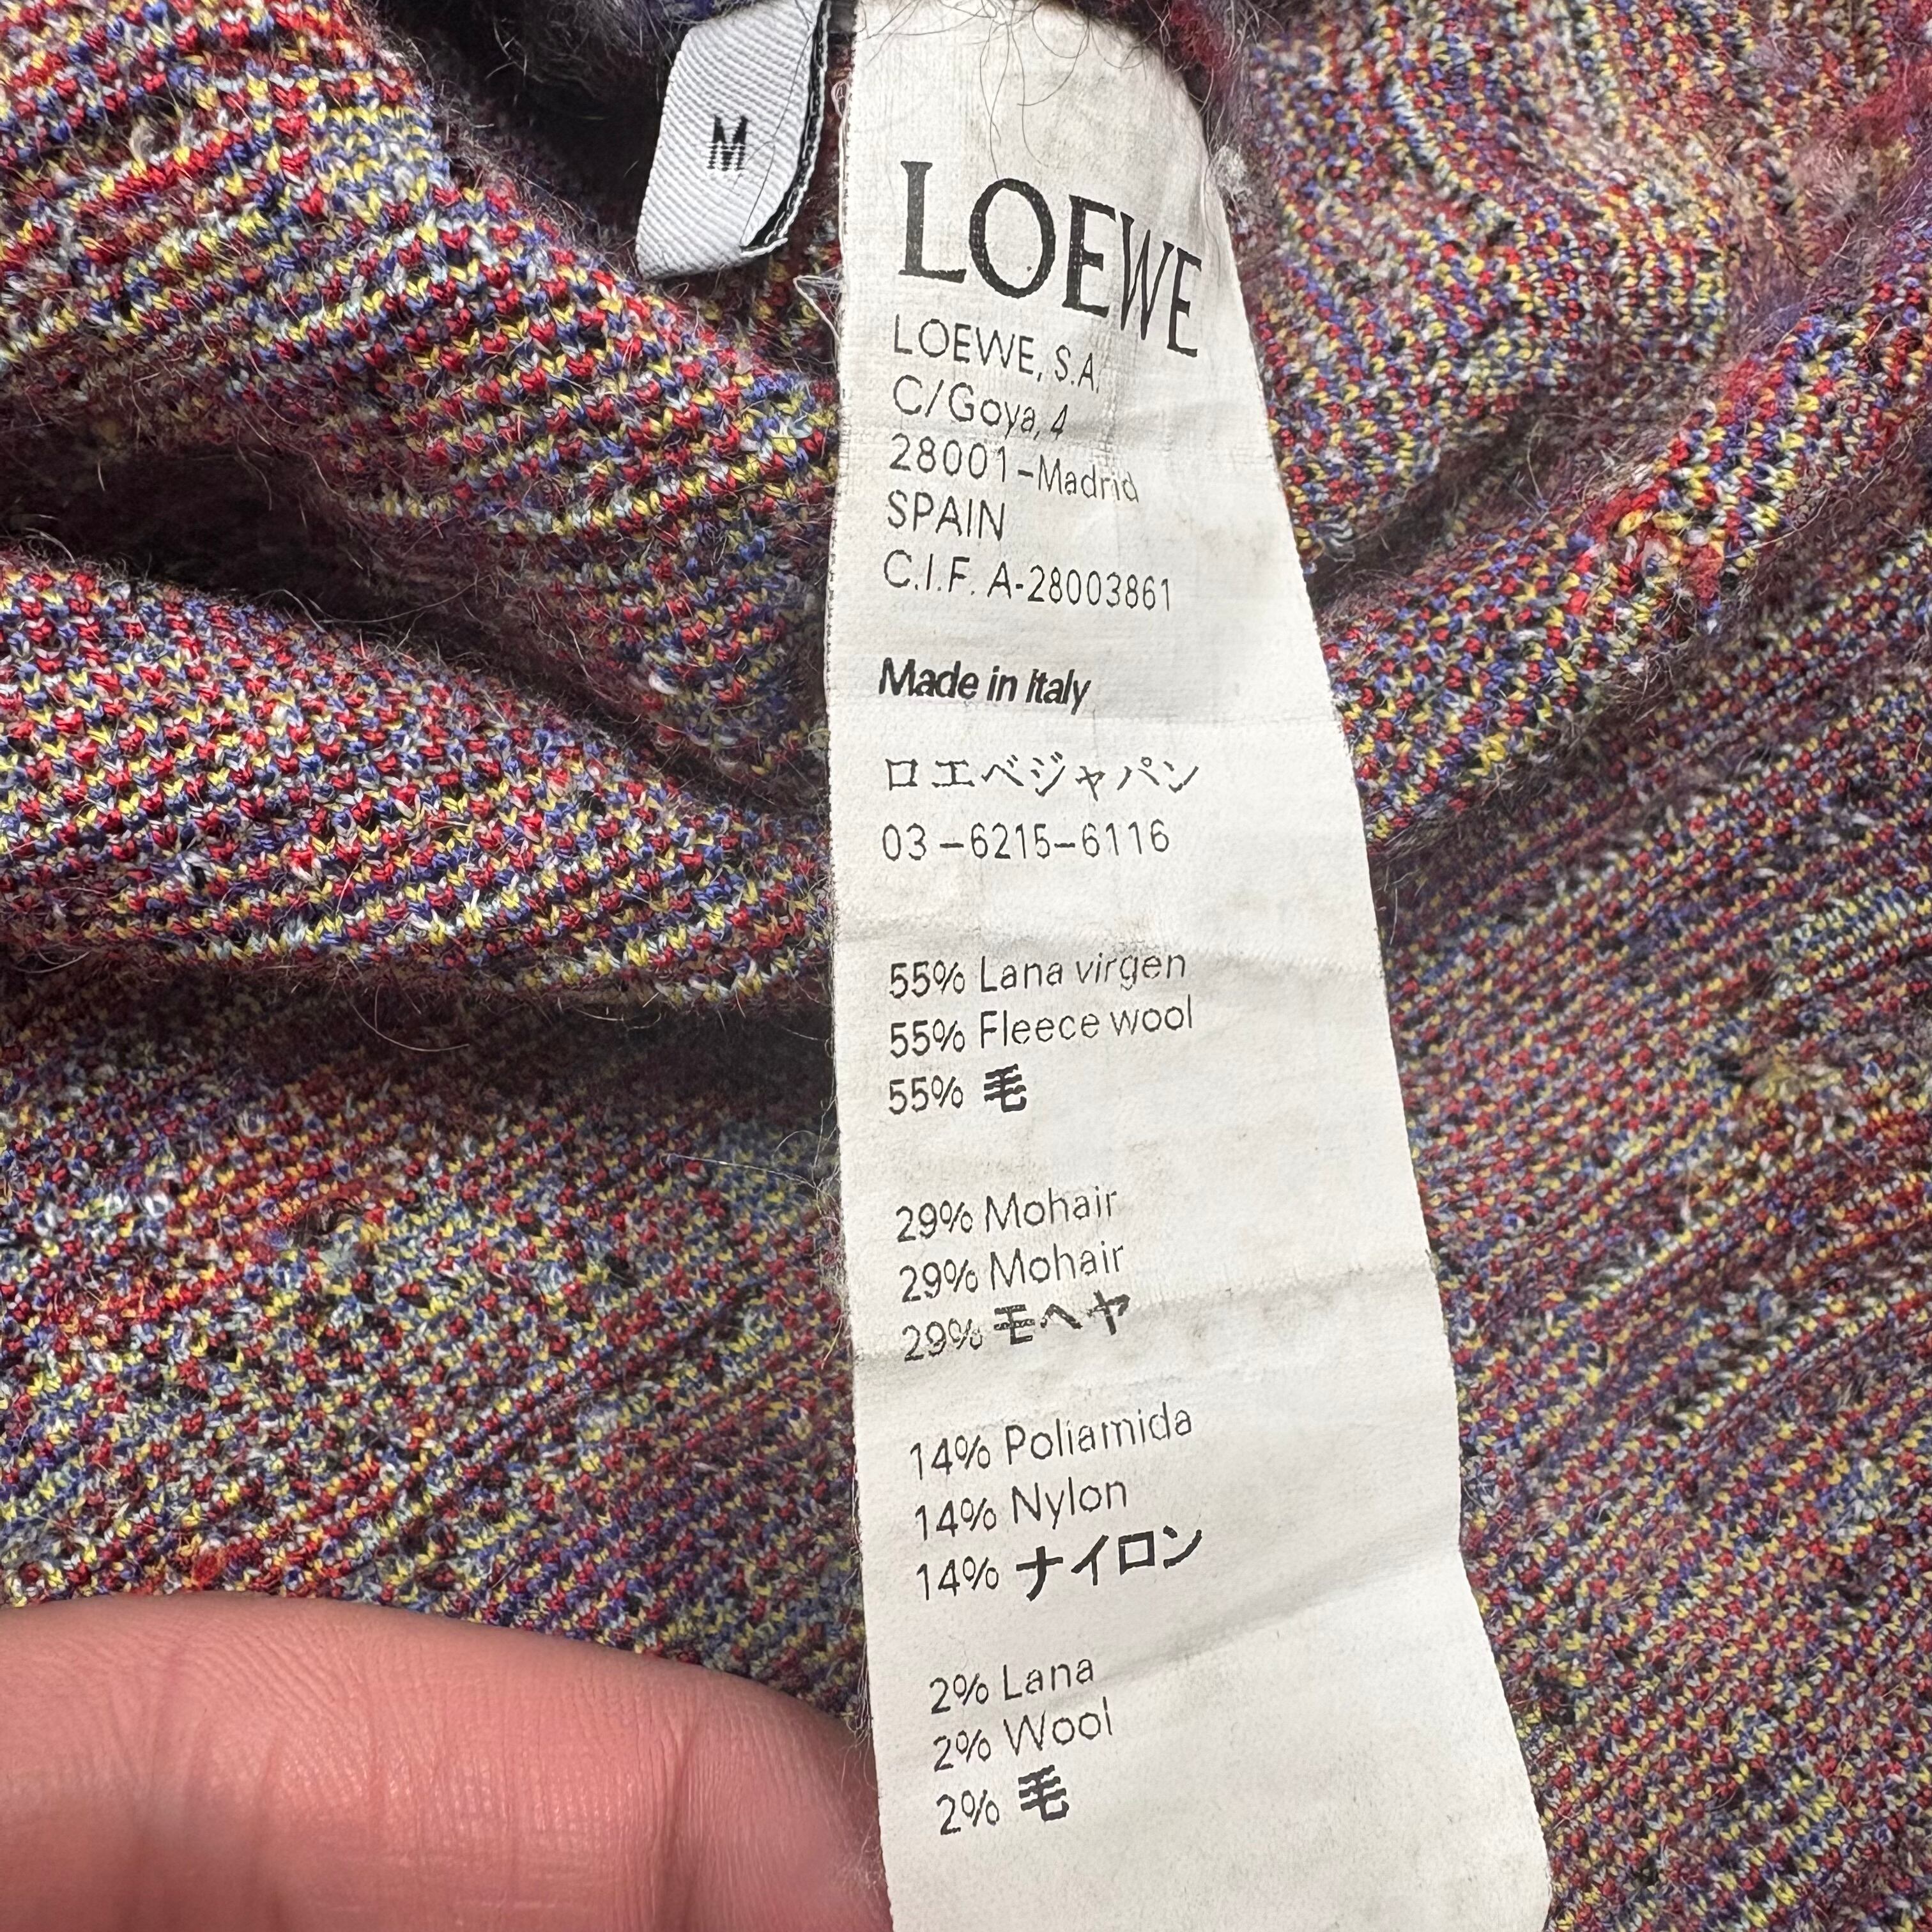 M
LOEWE
LOEWE, S.A.
C/Goya, 4
28001-Madrid
SPAIN
C.I.F. A-28003861
Made in Italy
ロエベジャパン
03-6215-6116
55% Lana virgen
55% Fleece wool
55% 毛
29% Mohair
29% Mohair
29% モヘヤ
14% Poliamida
14% Nylon
14% ナイロン
2% Lana
2% Wool
2% 毛